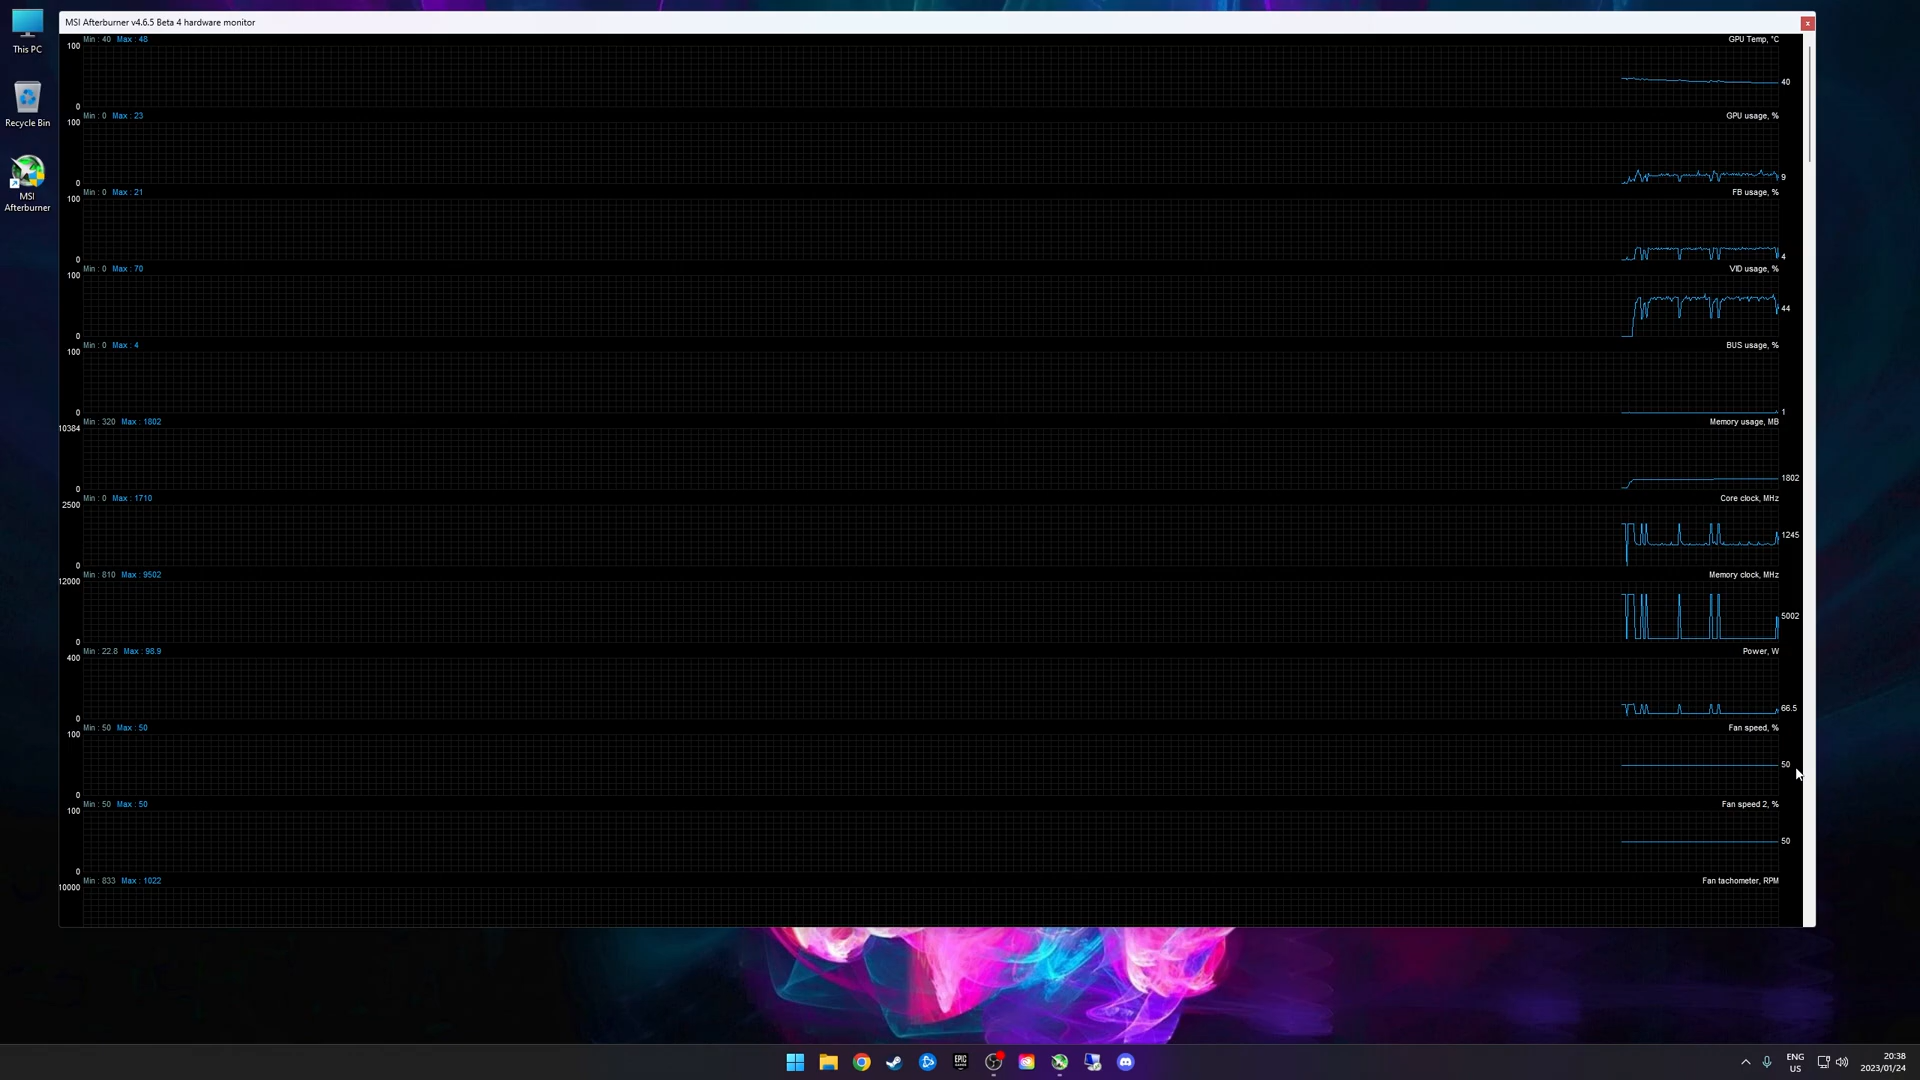 MSI Afterburner v4.6.5 Beta 4 hardware monitor
This PC
Recycle Bin
MSI
Afterburner
Min : 40 Max : 48
GPU Temp, °C
100
40
0
Min : 0 Max : 23
GPU usage, %
100
9
0
Min : 0 Max : 21
FB usage, %
100
4
0
Min : 0 Max : 70
VID usage, %
100
44
0
Min : 0 Max : 4
BUS usage, %
100
1
0
Min : 320 Max : 1802
Memory usage, MB
10384
1802
0
Min : 0 Max : 1710
Core clock, MHz
2500
1245
0
Min : 810 Max : 9502
Memory clock, MHz
12000
5002
0
Min : 22.8 Max : 98.9
Power, W
400
66.5
0
Min : 50 Max : 50
Fan speed, %
100
50
0
Min : 50 Max : 50
Fan speed 2, %
100
50
0
Min : 833 Max : 1022
Fan tachometer, RPM
10000
EPIC
ENG
US
20:38
2023/01/24